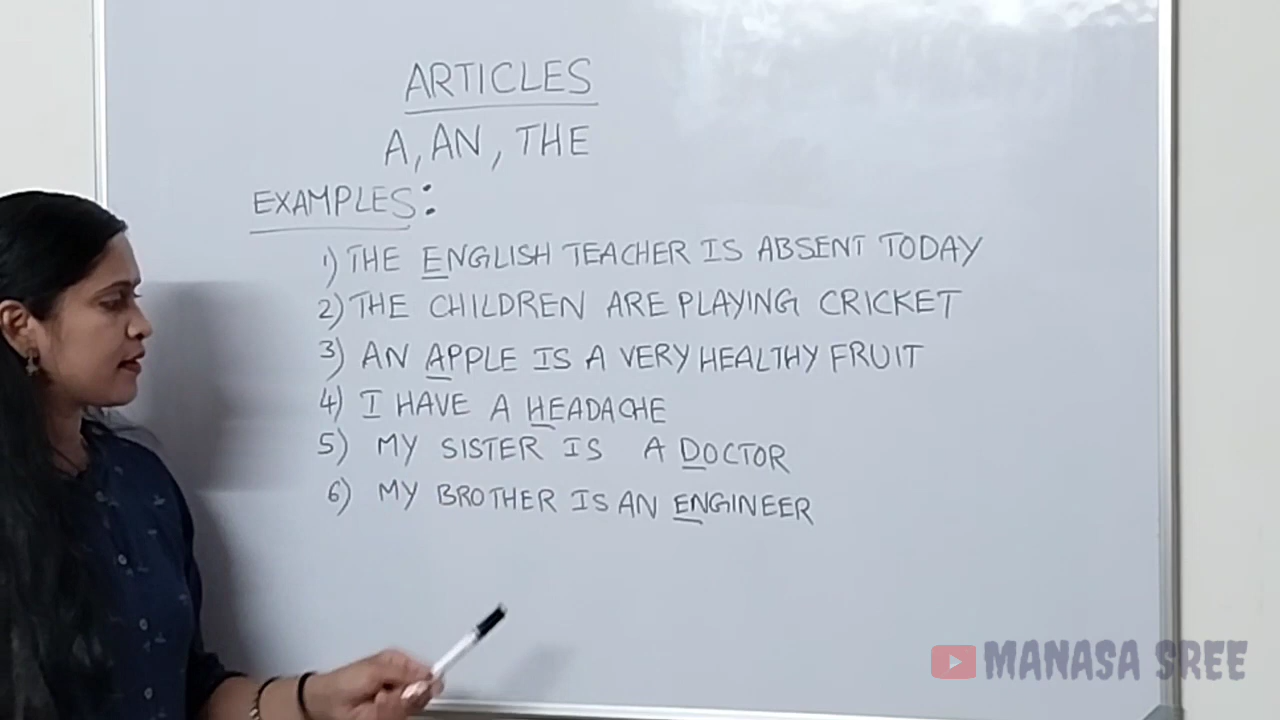 ARTICLES
A, AN, THE
EXAMPLES:
1) THE ENGLISH TEACHER IS ABSENT TODAY
2) THE CHILDREN ARE PLAYING CRICKET
3) AN APPLE IS A VERY HEALTHY FRUIT
4) I HAVE A HEADACHE
5) MY SISTER IS A DOCTOR
6) MY BROTHER IS AN ENGINEER
MANASA SREE